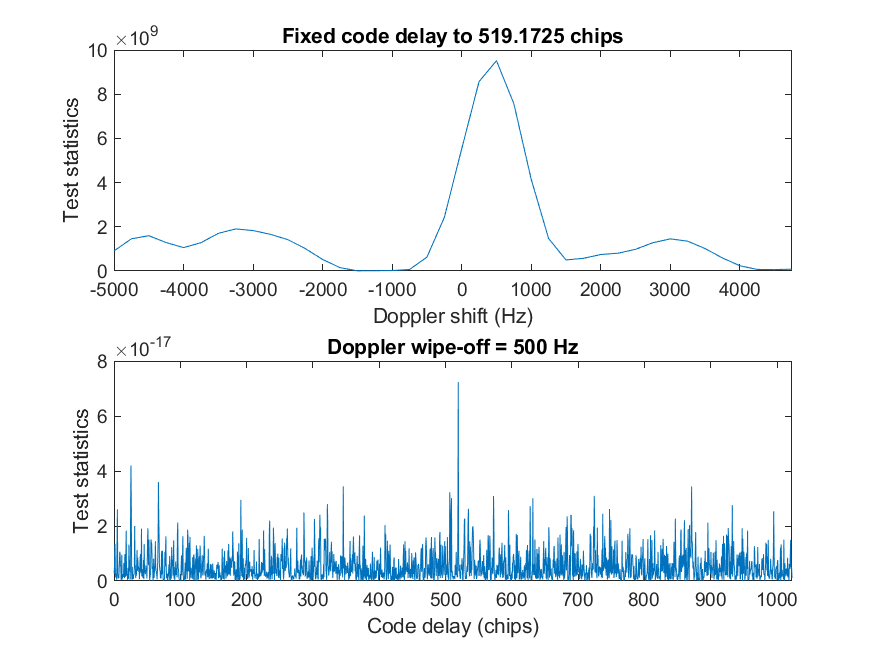 Fixed code delay to 519.1725 chips
×10^9
10
8
6
4
2
0
Test statistics
-5000 -4000 -3000 -2000 -1000 0 1000 2000 3000 4000
Doppler shift (Hz)
Doppler wipe-off = 500 Hz
×10^-17
8
6
4
2
0
Test statistics
0 100 200 300 400 500 600 700 800 900 1000
Code delay (chips)